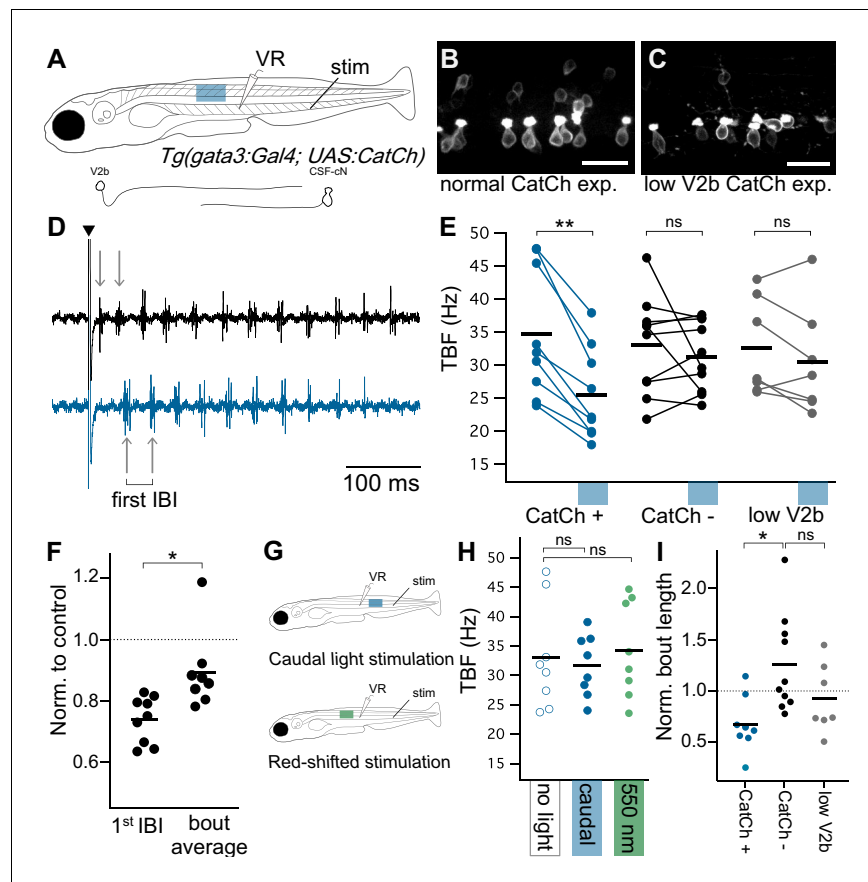 A
VR
stim
Tg(gata3:Gal4; UAS:CatCh)
V2b
CSF-cN
B
normal CatCh exp.
C
low V2b CatCh exp.
D
first IBI
100 ms
E
TBF (Hz)
50
45
40
35
30
25
20
15
**
ns
ns
CatCh +
CatCh -
low V2b
F
Norm. to control
1.2
1.0
0.8
0.6
*
1st IBI
bout
average
G
VR
stim
Caudal light stimulation
VR
stim
Red-shifted stimulation
H
TBF (Hz)
50
45
40
35
30
25
20
15
ns
ns
no light
caudal
550 nm
I
Norm. bout length
2.0
1.5
1.0
0.5
*
ns
CatCh +
CatCh -
low V2b